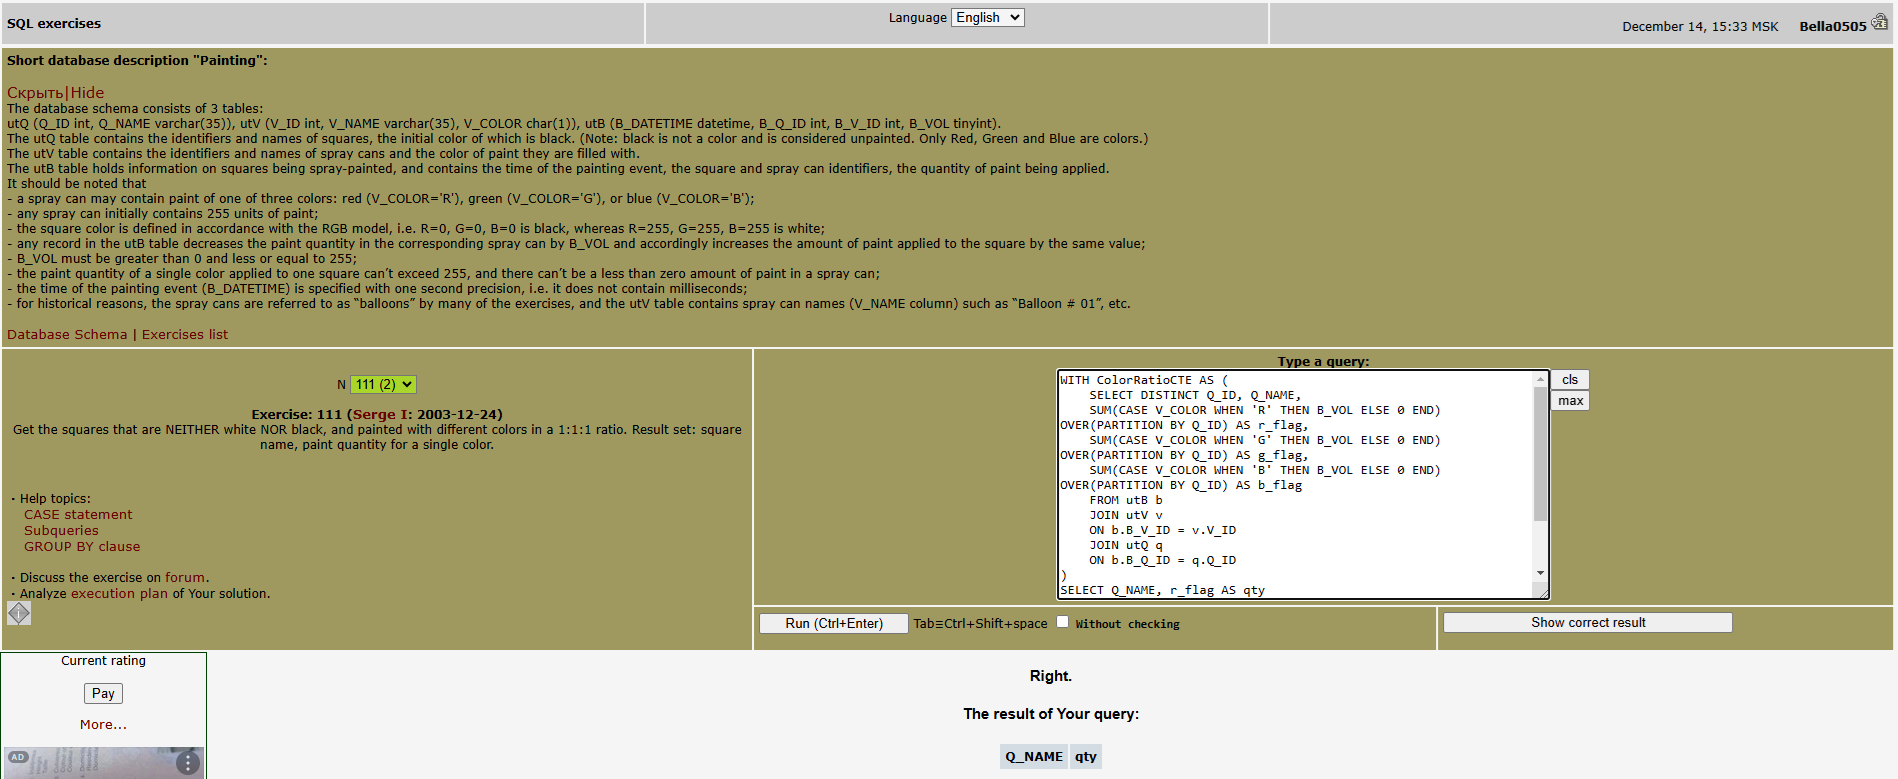 SQL exercises
Language English
December 14, 15:33 MSK Bella0505
Short database description "Painting":
Скрыть|Hide
The database schema consists of 3 tables:
utQ (Q_ID int, Q_NAME varchar(35)), utV (V_ID int, V_NAME varchar(35), V_COLOR char(1)), utB (B_DATETIME datetime, B_Q_ID int, B_V_ID int, B_VOL tinyint).
The utQ table contains the identifiers and names of squares, the initial color of which is black. (Note: black is not a color and is considered unpainted. Only Red, Green and Blue are colors.)
The utV table contains the identifiers and names of spray cans and the color of paint they are filled with.
The utB table holds information on squares being spray-painted, and contains the time of the painting event, the square and spray can identifiers, the quantity of paint being applied.
It should be noted that
- a spray can may contain paint of one of three colors: red (V_COLOR='R'), green (V_COLOR='G'), or blue (V_COLOR='B');
- any spray can initially contains 255 units of paint;
- the square color is defined in accordance with the RGB model, i.e. R=0, G=0, B=0 is black, whereas R=255, G=255, B=255 is white;
- any record in the utB table decreases the paint quantity in the corresponding spray can by B_VOL and accordingly increases the amount of paint applied to the square by the same value;
- B_VOL must be greater than 0 and less or equal to 255;
- the paint quantity of a single color applied to one square can’t exceed 255, and there can’t be a less than zero amount of paint in a spray can;
- the time of the painting event (B_DATETIME) is specified with one second precision, i.e. it does not contain milliseconds;
- for historical reasons, the spray cans are referred to as “balloons” by many of the exercises, and the utV table contains spray can names (V_NAME column) such as “Balloon # 01”, etc.
Database Schema | Exercises list
N 111 (2)
Exercise: 111 (Serge I: 2003-12-24)
Get the squares that are NEITHER white NOR black, and painted with different colors in a 1:1:1 ratio. Result set: square
name, paint quantity for a single color.
· Help topics:
CASE statement
Subqueries
GROUP BY clause
· Discuss the exercise on forum.
· Analyze execution plan of Your solution.
Type a query:
WITH ColorRatioCTE AS (
SELECT DISTINCT Q_ID, Q_NAME,
SUM(CASE V_COLOR WHEN 'R' THEN B_VOL ELSE 0 END)
OVER(PARTITION BY Q_ID) AS r_flag,
SUM(CASE V_COLOR WHEN 'G' THEN B_VOL ELSE 0 END)
OVER(PARTITION BY Q_ID) AS g_flag,
SUM(CASE V_COLOR WHEN 'B' THEN B_VOL ELSE 0 END)
OVER(PARTITION BY Q_ID) AS b_flag
FROM utB b
JOIN utV v
ON b.B_V_ID = v.V_ID
JOIN utQ q
ON b.B_Q_ID = q.Q_ID
)
SELECT Q_NAME, r_flag AS qty
cls
max
Run (Ctrl+Enter) Tab≡Ctrl+Shift+space Without checking
Show correct result
Current rating
Pay
More...
AD
Right.
The result of Your query:
Q_NAME qty